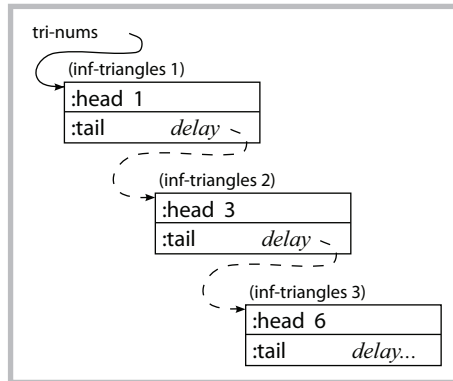 tri-nums
(inf-triangles 1)
:head 1
:tail delay
(inf-triangles 2)
:head 3
:tail delay
(inf-triangles 3)
:head 6
:tail delay...